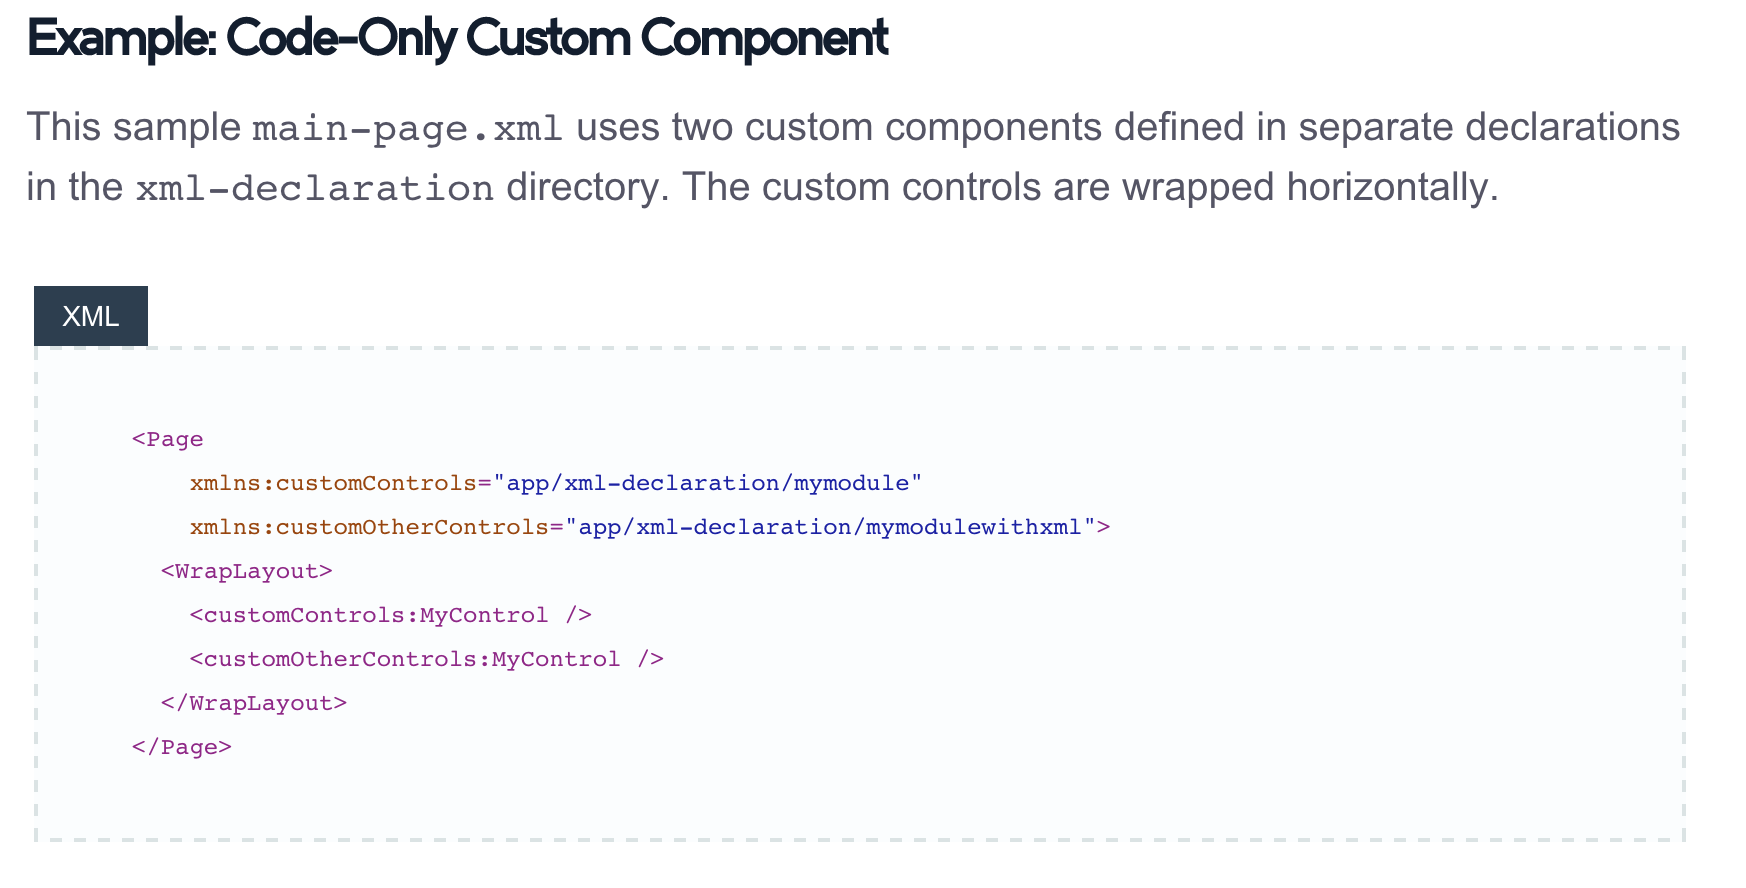 Example: Code-Only Custom Component
This sample main-page.xml uses two custom components defined in separate declarations
in the xml-declaration directory. The custom controls are wrapped horizontally.
XML
<Page
xmlns:customControls="app/xml-declaration/mymodule"
xmlns:customOtherControls="app/xml-declaration/mymodulewithxml">
<WrapLayout>
<customControls:MyControl />
<customOtherControls:MyControl />
</WrapLayout>
</Page>